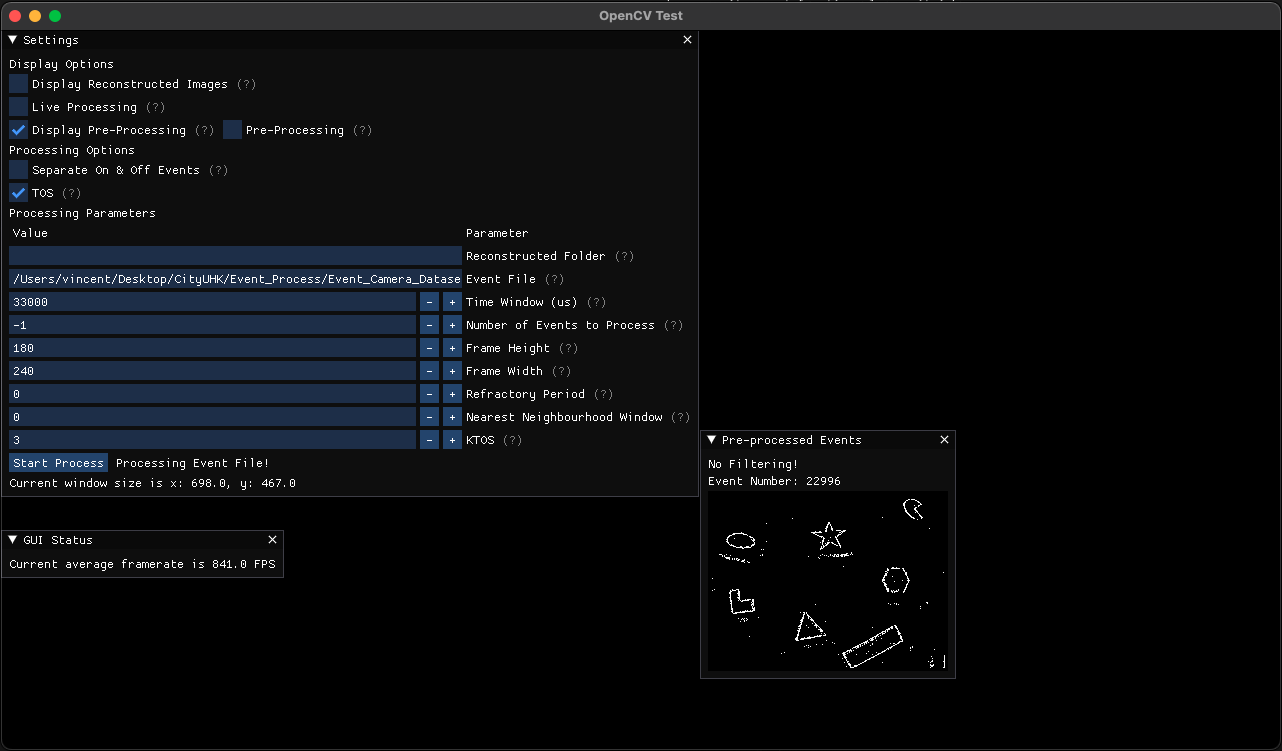 OpenCV Test
Settings
Display Options
Display Reconstructed Images (?)
Live Processing (?)
Display Pre-Processing (?) Pre-Processing (?)
Processing Options
Separate On & Off Events (?)
TOS (?)
Processing Parameters
Value Parameter
Reconstructed Folder (?)
/Users/vincent/Desktop/CityUHK/Event_Process/Event_Camera_Datase Event File (?)
33000 - + Time Window (us) (?)
-1 - + Number of Events to Process (?)
180 - + Frame Height (?)
240 - + Frame Width (?)
0 - + Refractory Period (?)
0 - + Nearest Neighbourhood Window (?)
3 - + KTOS (?)
Start Process Processing Event File!
Current window size is x: 698.0, y: 467.0
GUI Status
Current average framerate is 841.0 FPS
Pre-processed Events
No Filtering!
Event Number: 22996